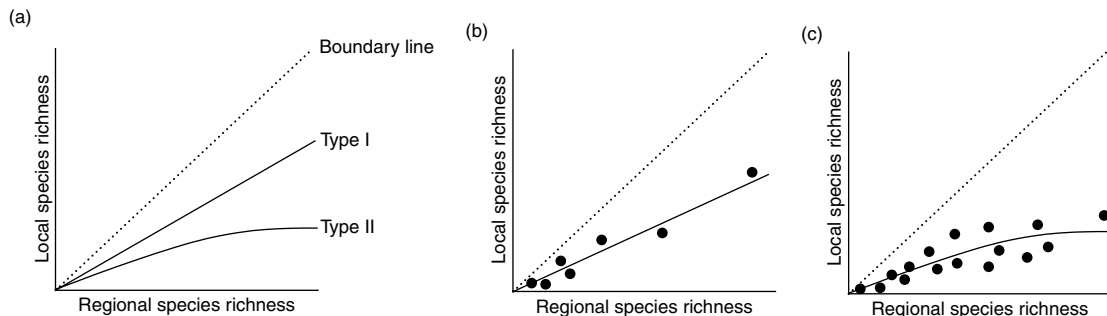 (a)
Local species richness
Boundary line
Type I
Type II
Regional species richness
(b)
Local species richness
Regional species richness
(c)
Local species richness
Regional species richness